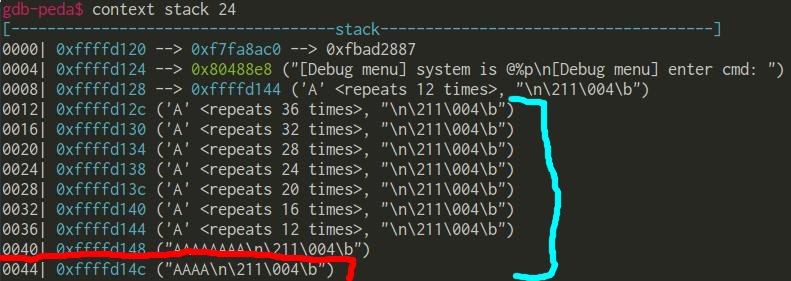 gdb-peda$ context stack 24
[------------------------------------stack-------------------------------------]
0000| 0xffffd120 --> 0xf7fa8ac0 --> 0xfbad2887
0004| 0xffffd124 --> 0x80488e8 ("[Debug menu] system is @%p\n[Debug menu] enter cmd: ")
0008| 0xffffd128 --> 0xffffd144 ('A' <repeats 12 times>, "\n\211\004\b")
0012| 0xffffd12c ('A' <repeats 36 times>, "\n\211\004\b")
0016| 0xffffd130 ('A' <repeats 32 times>, "\n\211\004\b")
0020| 0xffffd134 ('A' <repeats 28 times>, "\n\211\004\b")
0024| 0xffffd138 ('A' <repeats 24 times>, "\n\211\004\b")
0028| 0xffffd13c ('A' <repeats 20 times>, "\n\211\004\b")
0032| 0xffffd140 ('A' <repeats 16 times>, "\n\211\004\b")
0036| 0xffffd144 ('A' <repeats 12 times>, "\n\211\004\b")
0040| 0xffffd148 ("AAAAAAAA\n\211\004\b")
0044| 0xffffd14c ("AAAA\n\211\004\b")